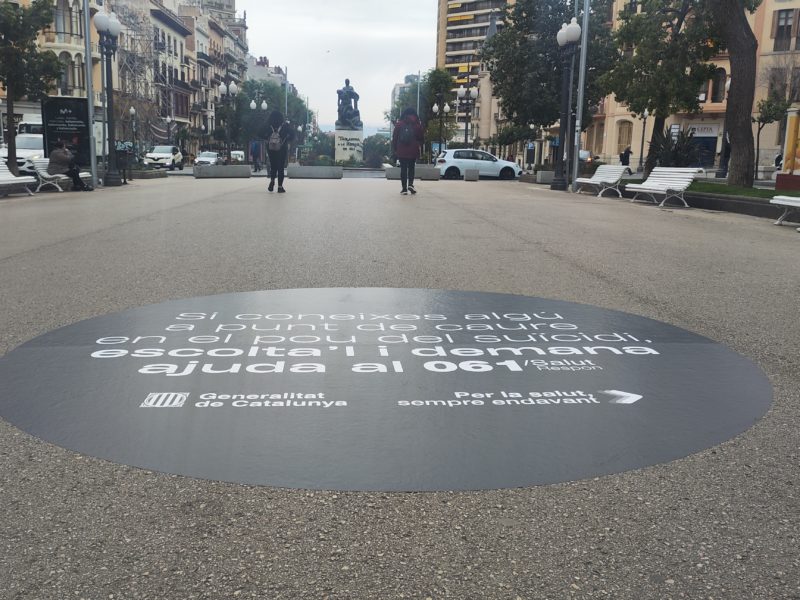 Si coneixes algú
a punt de caure
en el pou del suïcidi,
escolta'l i demana
ajuda al 061/Salut
Respon
Generalitat
de Catalunya
Per la salut,
sempre endavant